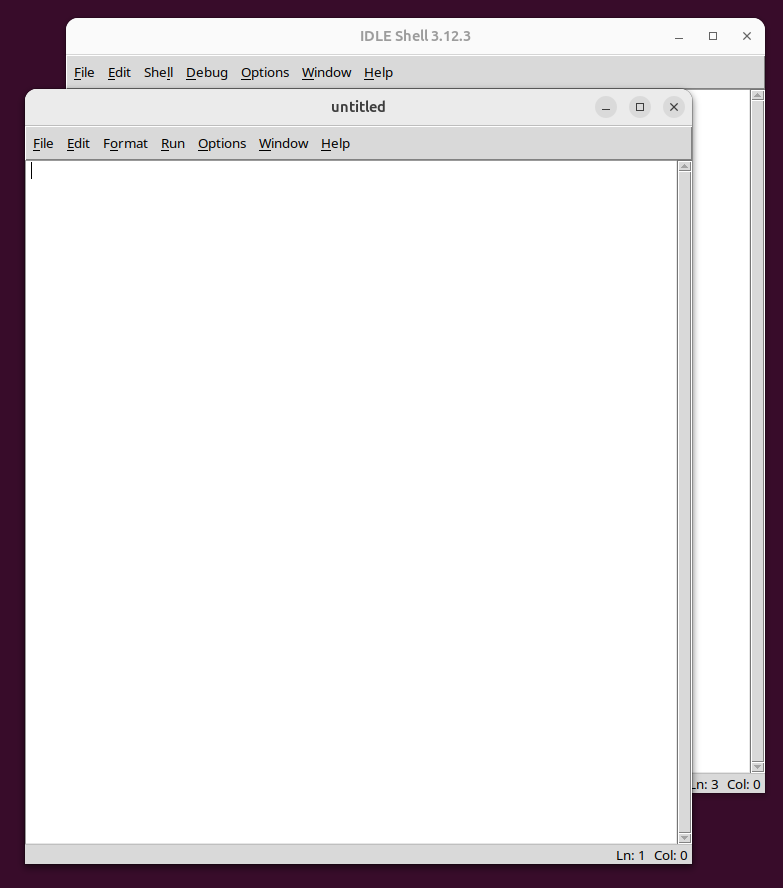 IDLE Shell 3.12.3
File Edit Shell Debug Options Window Help
untitled
File Edit Format Run Options Window Help
Ln: 3 Col: 0
Ln: 1 Col: 0